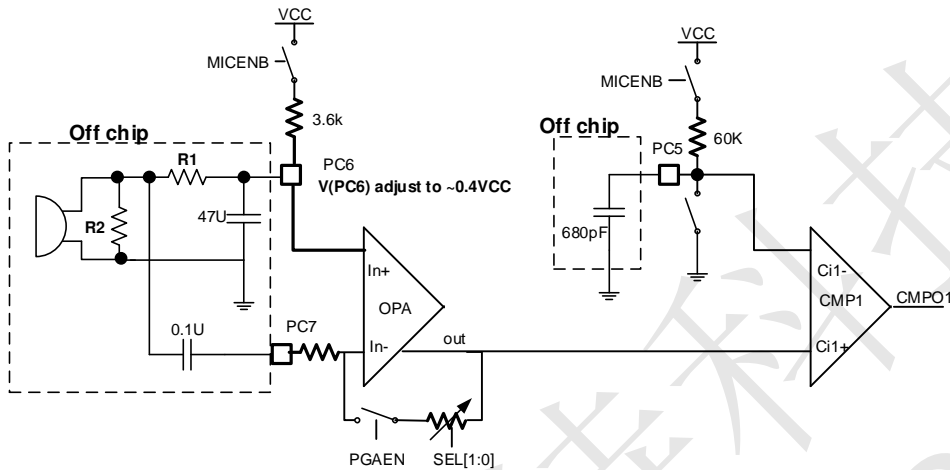 VCC
VCC
MICENB
MICENB
3.6k
60K
Off chip
Off chip
R1
PC6
PC5
V(PC6) adjust to ~0.4VCC
R2
47U
680pF
In+
Ci1-
OPA
CMP1
CMPO1
0.1U
PC7
In-
out
Ci1+
PGAEN
SEL[1:0]